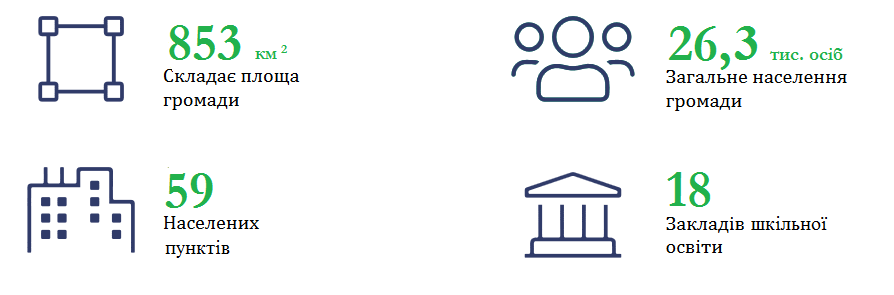 853 км ²
Складає площа
громади
26,3 тис. осіб
Загальне населення
громади
59
Населених
пунктів
18
Закладів шкільної
освіти